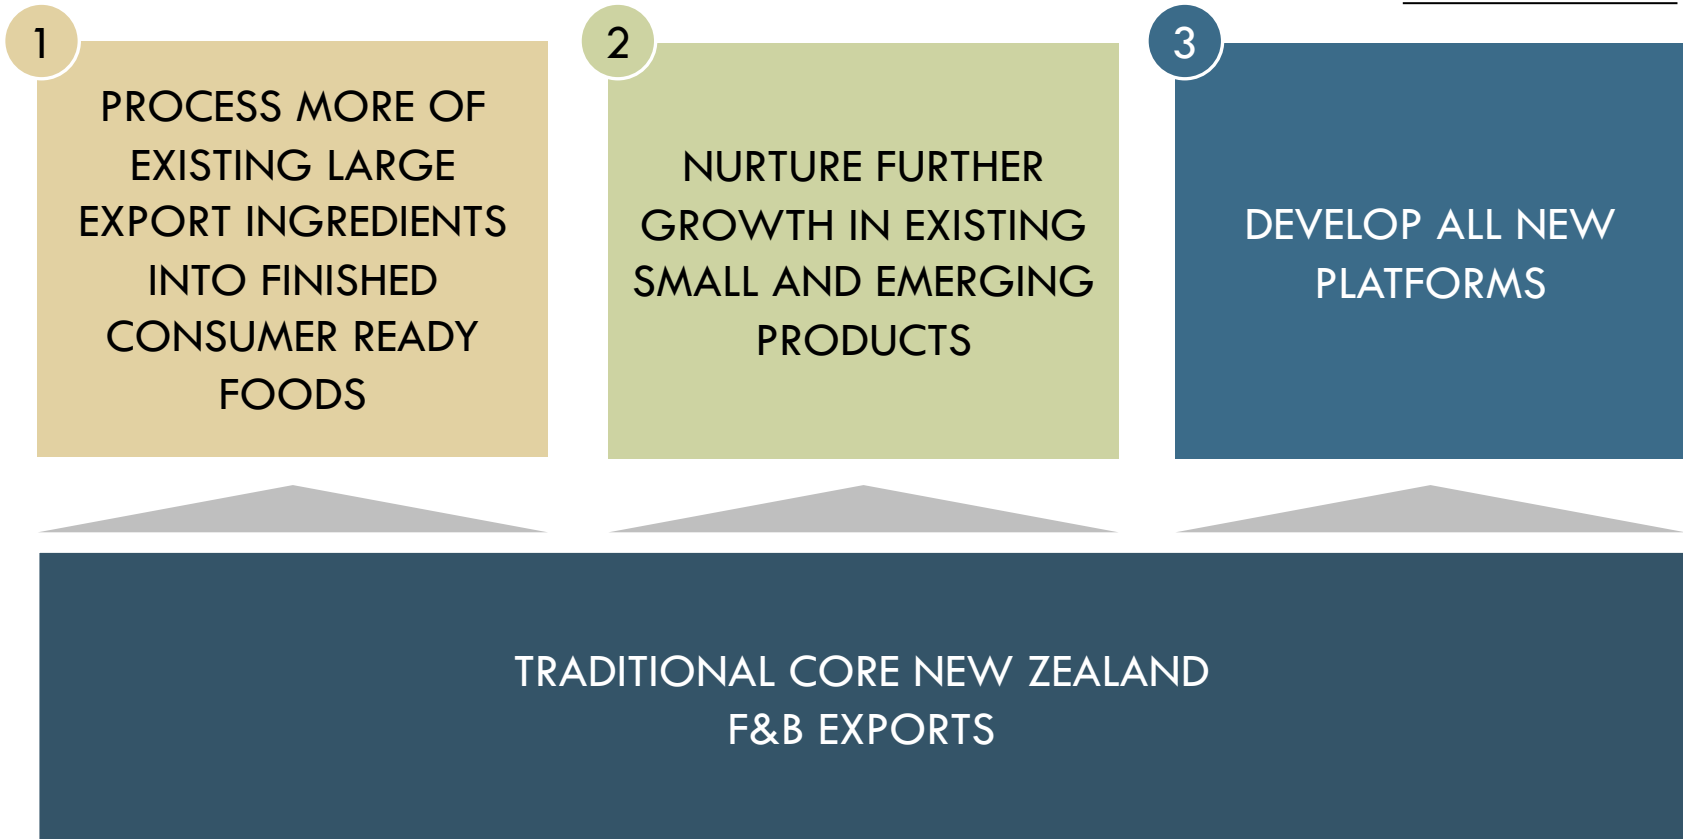 1
PROCESS MORE OF
EXISTING LARGE
EXPORT INGREDIENTS
INTO FINISHED
CONSUMER READY
FOODS
2
NURTURE FURTHER
GROWTH IN EXISTING
SMALL AND EMERGING
PRODUCTS
3
DEVELOP ALL NEW
PLATFORMS
TRADITIONAL CORE NEW ZEALAND
F&B EXPORTS